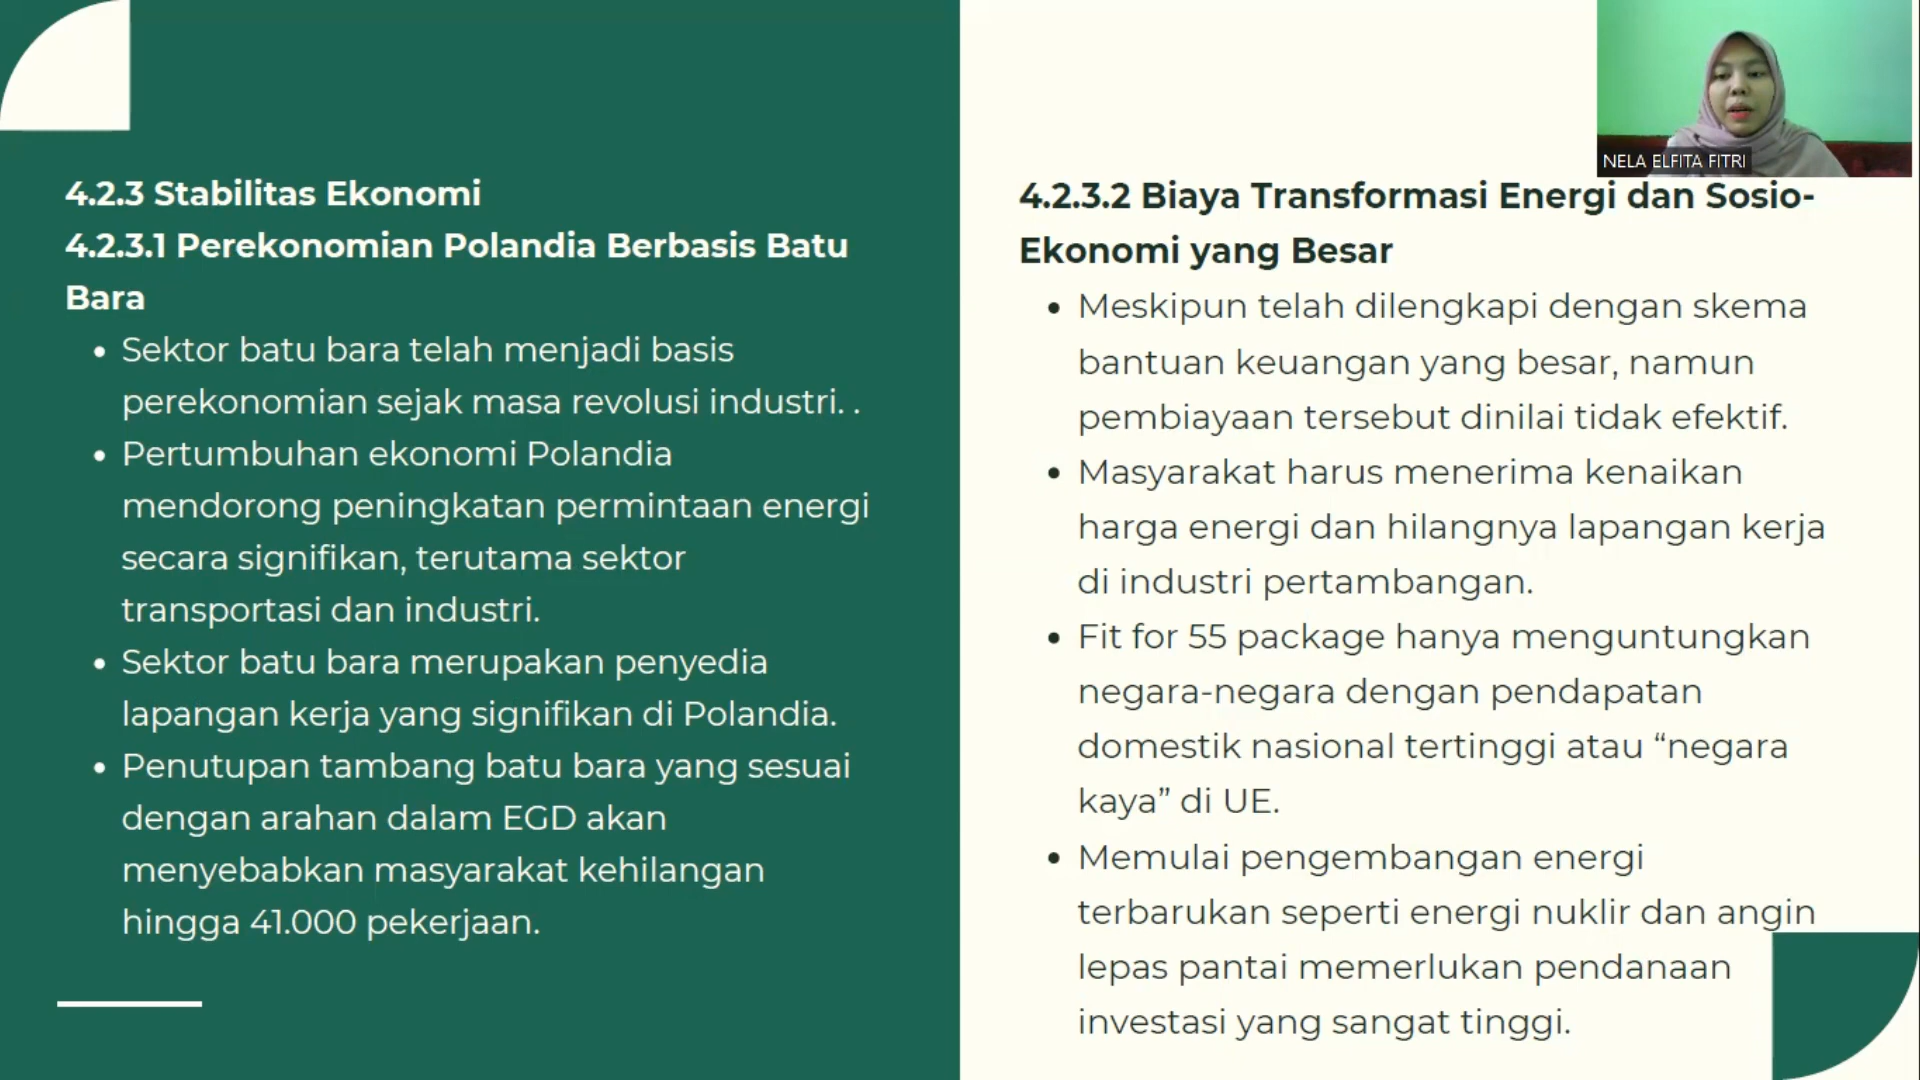 4.2.3 Stabilitas Ekonomi
4.2.3.1 Perekonomian Polandia Berbasis Batu
Bara
• Sektor batu bara telah menjadi basis
perekonomian sejak masa revolusi industri. .
• Pertumbuhan ekonomi Polandia
mendorong peningkatan permintaan energi
secara signifikan, terutama sektor
transportasi dan industri.
• Sektor batu bara merupakan penyedia
lapangan kerja yang signifikan di Polandia.
• Penutupan tambang batu bara yang sesuai
dengan arahan dalam EGD akan
menyebabkan masyarakat kehilangan
hingga 41.000 pekerjaan.
NELA ELFITA FITRI
4.2.3.2 Biaya Transformasi Energi dan Sosio-
Ekonomi yang Besar
• Meskipun telah dilengkapi dengan skema
bantuan keuangan yang besar, namun
pembiayaan tersebut dinilai tidak efektif.
• Masyarakat harus menerima kenaikan
harga energi dan hilangnya lapangan kerja
di industri pertambangan.
• Fit for 55 package hanya menguntungkan
negara-negara dengan pendapatan
domestik nasional tertinggi atau “negara
kaya” di UE.
• Memulai pengembangan energi
terbarukan seperti energi nuklir dan angin
lepas pantai memerlukan pendanaan
investasi yang sangat tinggi.